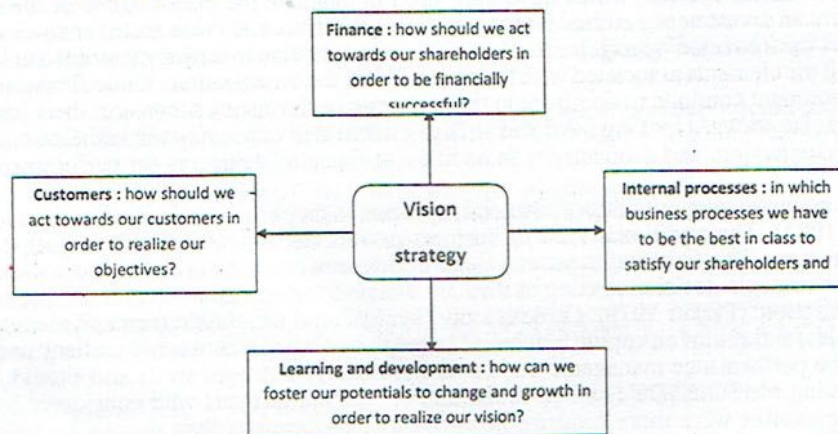 Finance : how should we act
towards our shareholders in
order to be financially
successful?
Customers : how should we
act towards our customers in
order to realize our
objectives?
Vision
strategy
Internal processes : in which
business processes we have
to be the best in class to
satisfy our shareholders and
Learning and development : how can we
foster our potentials to change and growth in
order to realize our vision?